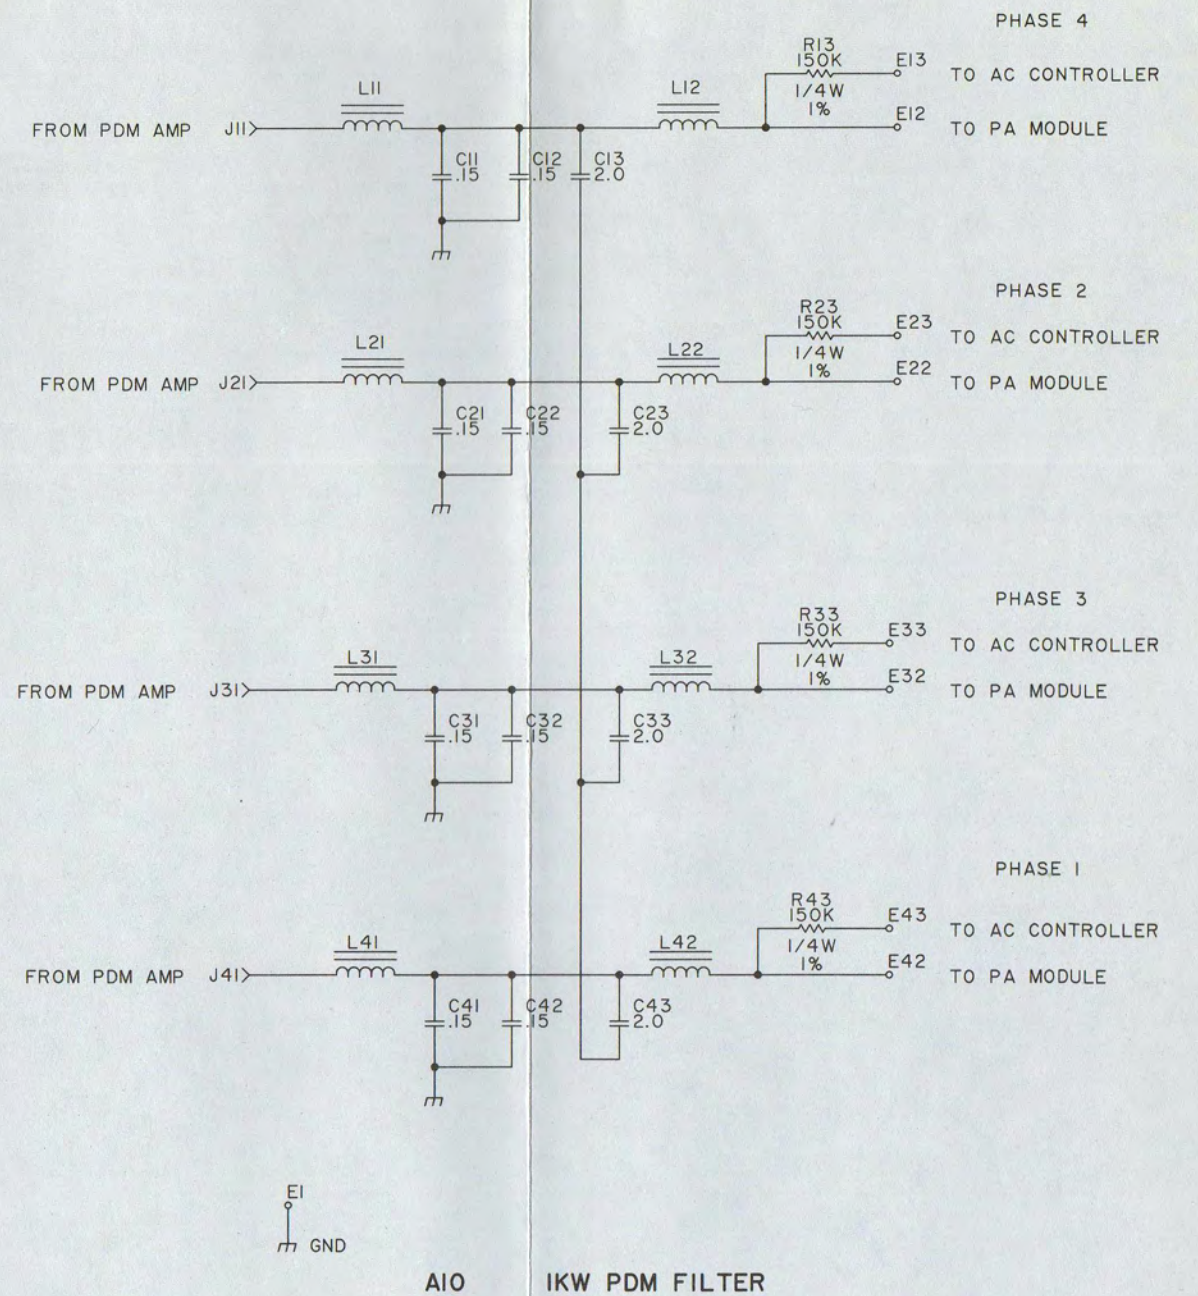 PHASE 4
R13
150K
1/4W
1%
E13
TO AC CONTROLLER
L11
L12
FROM PDM AMP J11
E12
TO PA MODULE
C11
.15
C12
.15
C13
2.0
PHASE 2
R23
150K
1/4W
1%
E23
TO AC CONTROLLER
L21
L22
FROM PDM AMP J21
E22
TO PA MODULE
C21
.15
C22
.15
C23
2.0
PHASE 3
R33
150K
1/4W
1%
E33
TO AC CONTROLLER
L31
L32
FROM PDM AMP J31
E32
TO PA MODULE
C31
.15
C32
.15
C33
2.0
PHASE 1
R43
150K
1/4W
1%
E43
TO AC CONTROLLER
L41
L42
FROM PDM AMP J41
E42
TO PA MODULE
C41
.15
C42
.15
C43
2.0
E1
GND
A10 1KW PDM FILTER